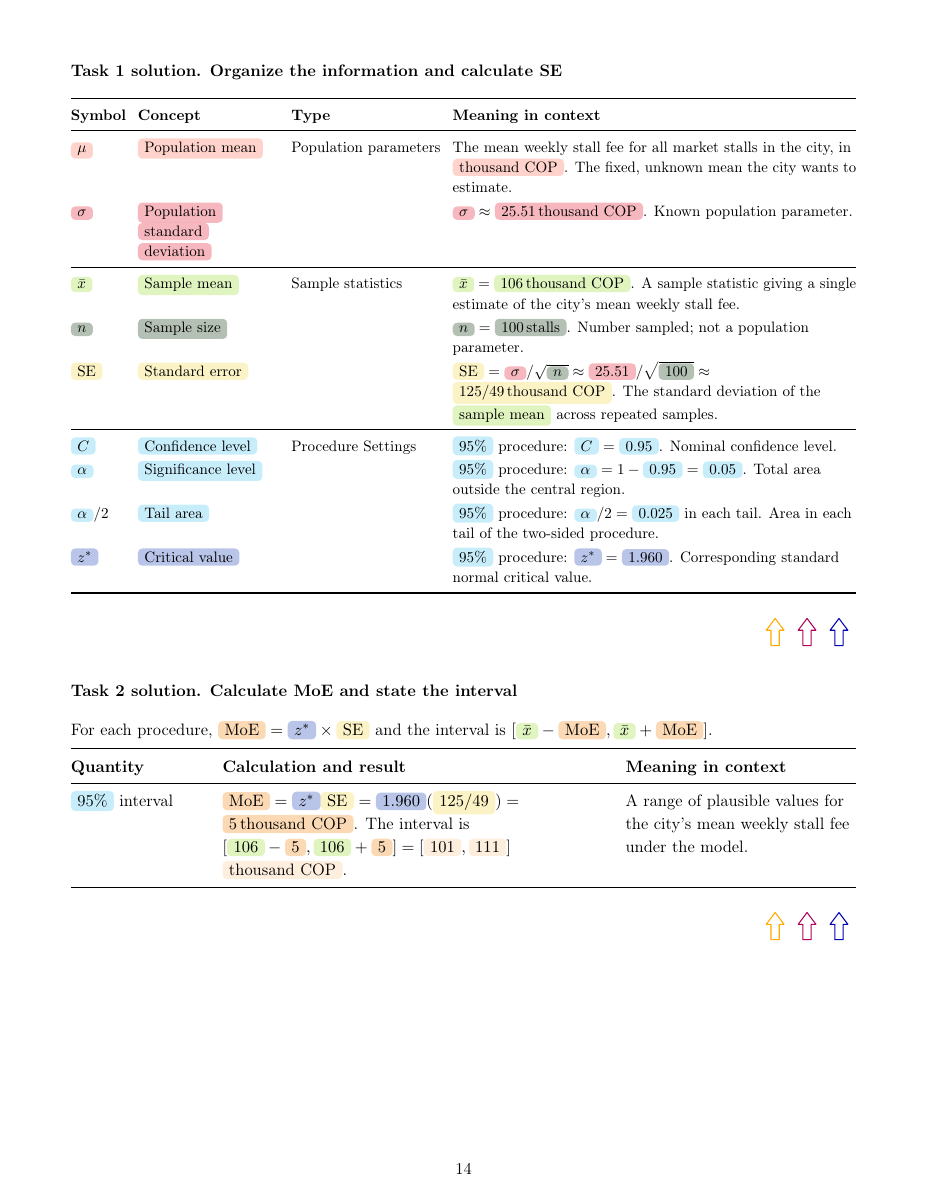 Task 1 solution. Organize the information and calculate SE
Symbol Concept Type Meaning in context
μ Population mean Population parameters The mean weekly stall fee for all market stalls in the city, in
thousand COP . The fixed, unknown mean the city wants to
estimate.
σ Population σ ≈ 25.51 thousand COP . Known population parameter.
standard
deviation
x̄ Sample mean Sample statistics x̄ = 106 thousand COP . A sample statistic giving a single
estimate of the city's mean weekly stall fee.
n Sample size n = 100 stalls . Number sampled; not a population
parameter.
SE Standard error SE = σ /√n ≈ 25.51 /√100 ≈
125/49 thousand COP . The standard deviation of the
sample mean across repeated samples.
C Confidence level Procedure Settings 95% procedure: C = 0.95 . Nominal confidence level.
α Significance level 95% procedure: α = 1 − 0.95 = 0.05 . Total area
outside the central region.
α /2 Tail area 95% procedure: α /2 = 0.025 in each tail. Area in each
tail of the two-sided procedure.
z* Critical value 95% procedure: z* = 1.960 . Corresponding standard
normal critical value.
Task 2 solution. Calculate MoE and state the interval
For each procedure, MoE = z* × SE and the interval is [ x̄ − MoE , x̄ + MoE ].
Quantity Calculation and result Meaning in context
95% interval MoE = z* SE = 1.960 ( 125/49 ) = A range of plausible values for
5 thousand COP . The interval is the city's mean weekly stall fee
[ 106 − 5 , 106 + 5 ] = [ 101 , 111 ] under the model.
thousand COP .
14